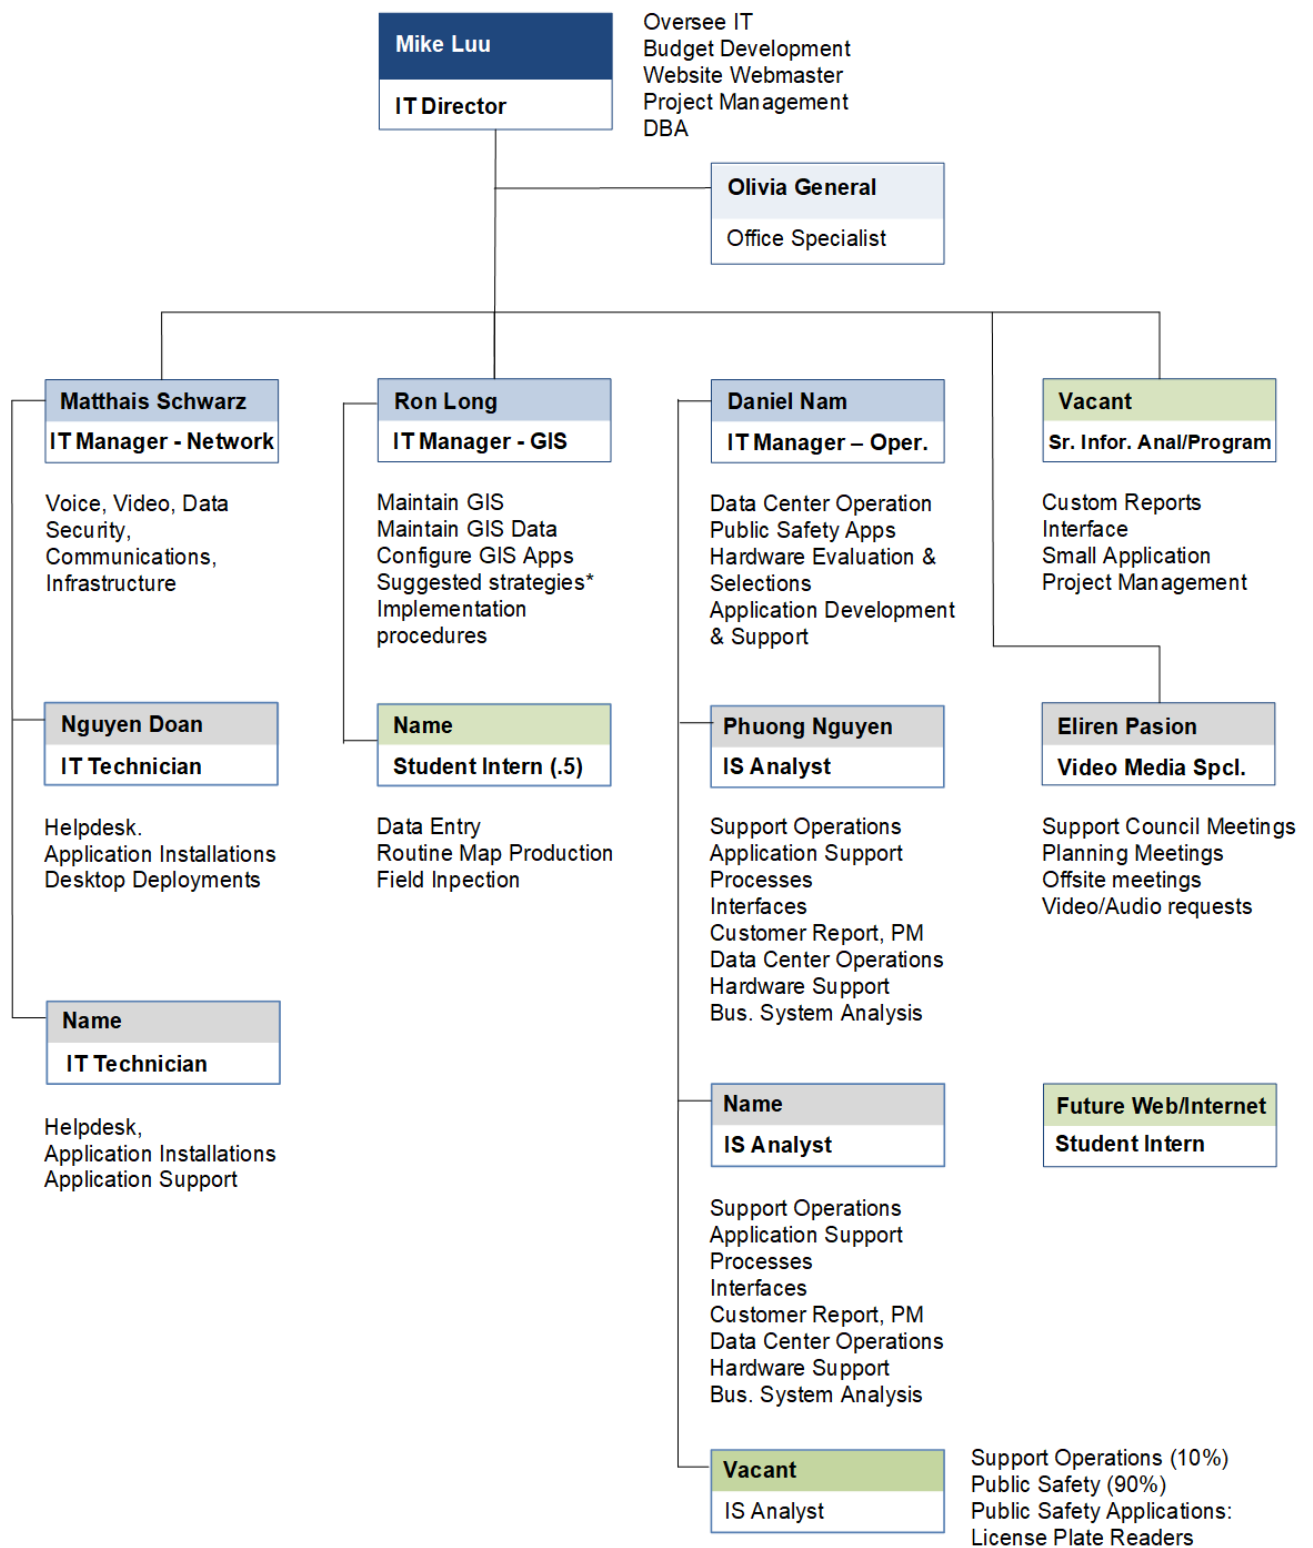 Mike Luu
IT Director
Oversee IT
Budget Development
Website Webmaster
Project Management
DBA
Olivia General
Office Specialist
Matthais Schwarz
IT Manager - Network
Voice, Video, Data
Security,
Communications,
Infrastructure
Nguyen Doan
IT Technician
Helpdesk.
Application Installations
Desktop Deployments
Name
IT Technician
Helpdesk,
Application Installations
Application Support
Ron Long
IT Manager - GIS
Maintain GIS
Maintain GIS Data
Configure GIS Apps
Suggested strategies*
Implementation
procedures
Name
Student Intern (.5)
Data Entry
Routine Map Production
Field Inpection
Daniel Nam
IT Manager – Oper.
Data Center Operation
Public Safety Apps
Hardware Evaluation &
Selections
Application Development
& Support
Phuong Nguyen
IS Analyst
Support Operations
Application Support
Processes
Interfaces
Customer Report, PM
Data Center Operations
Hardware Support
Bus. System Analysis
Name
IS Analyst
Support Operations
Application Support
Processes
Interfaces
Customer Report, PM
Data Center Operations
Hardware Support
Bus. System Analysis
Vacant
IS Analyst
Support Operations (10%)
Public Safety (90%)
Public Safety Applications:
License Plate Readers
Vacant
Sr. Infor. Anal/Program
Custom Reports
Interface
Small Application
Project Management
Eliren Pasion
Video Media Spcl.
Support Council Meetings
Planning Meetings
Offsite meetings
Video/Audio requests
Future Web/Internet
Student Intern